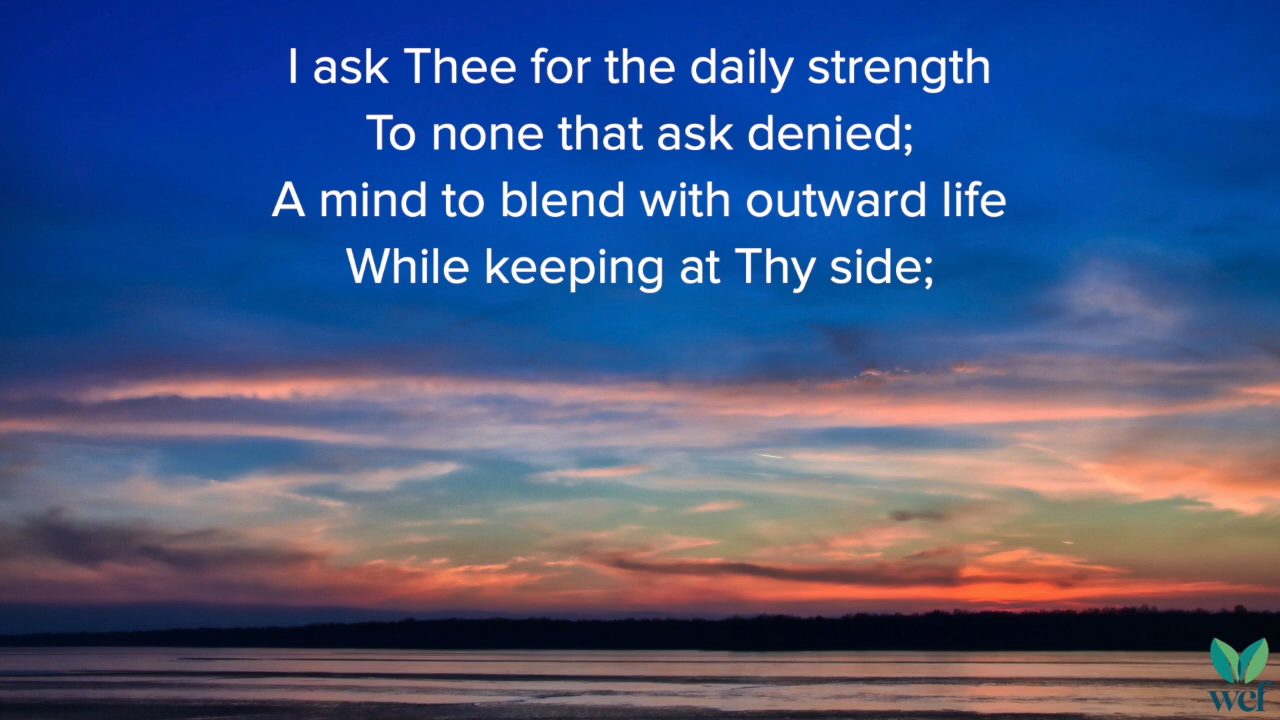 I ask Thee for the daily strength
To none that ask denied;
A mind to blend with outward life
While keeping at Thy side;
wef